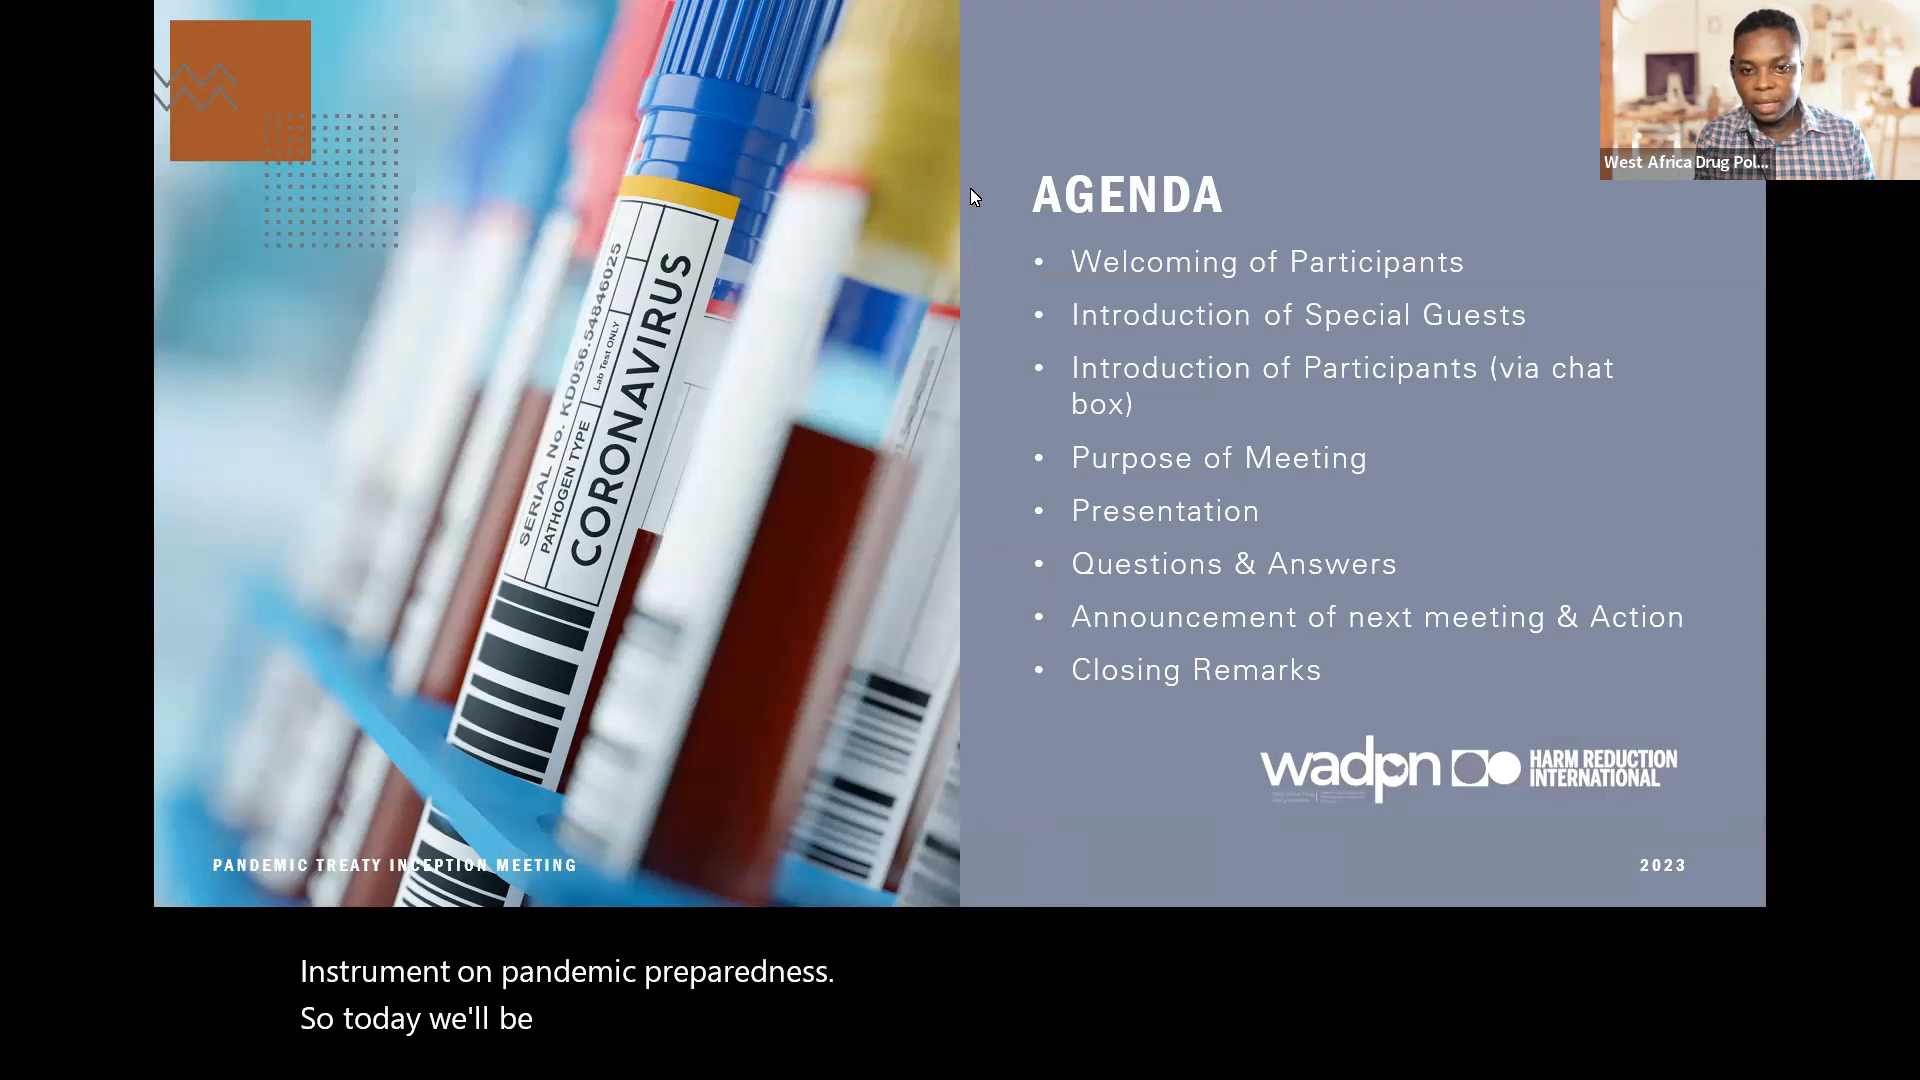 West Africa Drug Pol...
AGENDA
• Welcoming of Participants
• Introduction of Special Guests
• Introduction of Participants (via chat
box)
• Purpose of Meeting
• Presentation
• Questions & Answers
• Announcement of next meeting & Action
• Closing Remarks
SERIAL No. KD056.54846025
PATHOGEN TYPE
Lab Test ONLY
CORONAVIRUS
wadpn
HARM REDUCTION
INTERNATIONAL
PANDEMIC TREATY INCEPTION MEETING
2023
Instrument on pandemic preparedness.
So today we'll be